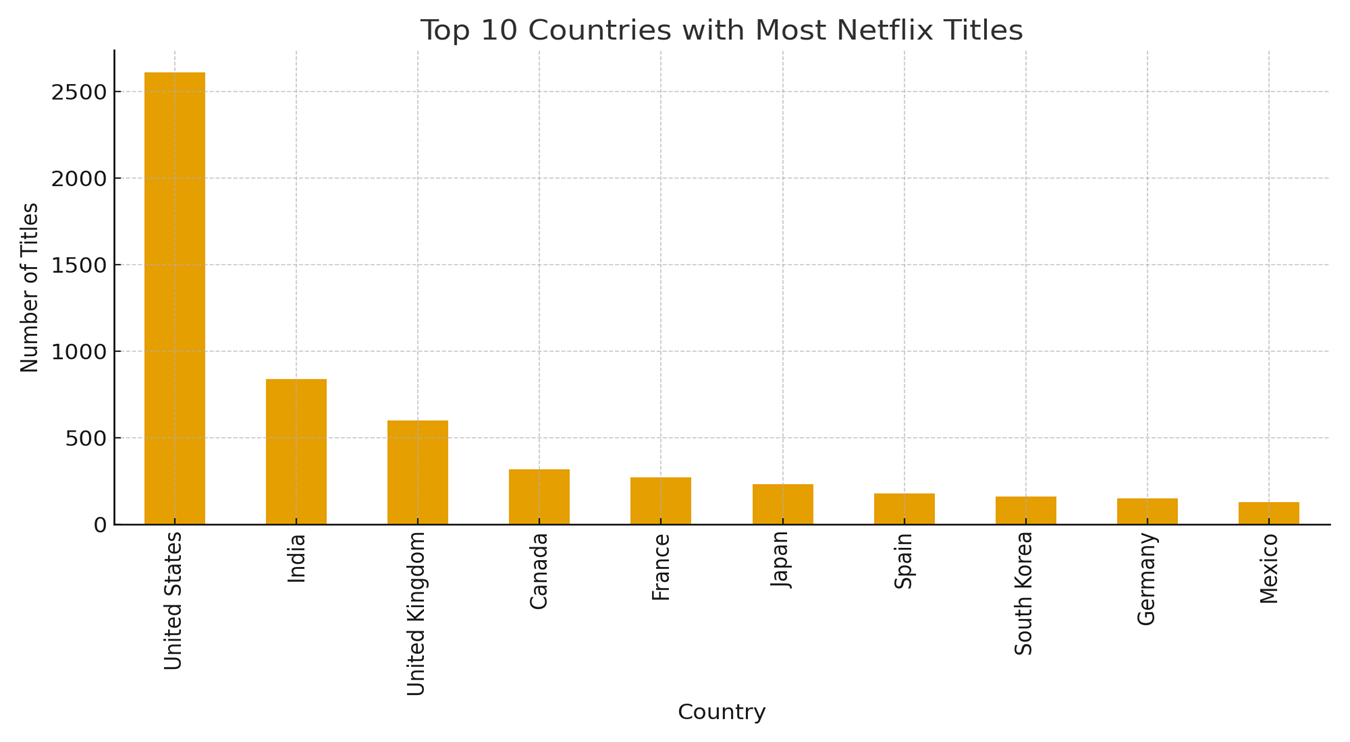 Top 10 Countries with Most Netflix Titles
Number of Titles
2500
2000
1500
1000
500
0
United States
India
United Kingdom
Canada
France
Japan
Spain
South Korea
Germany
Mexico
Country